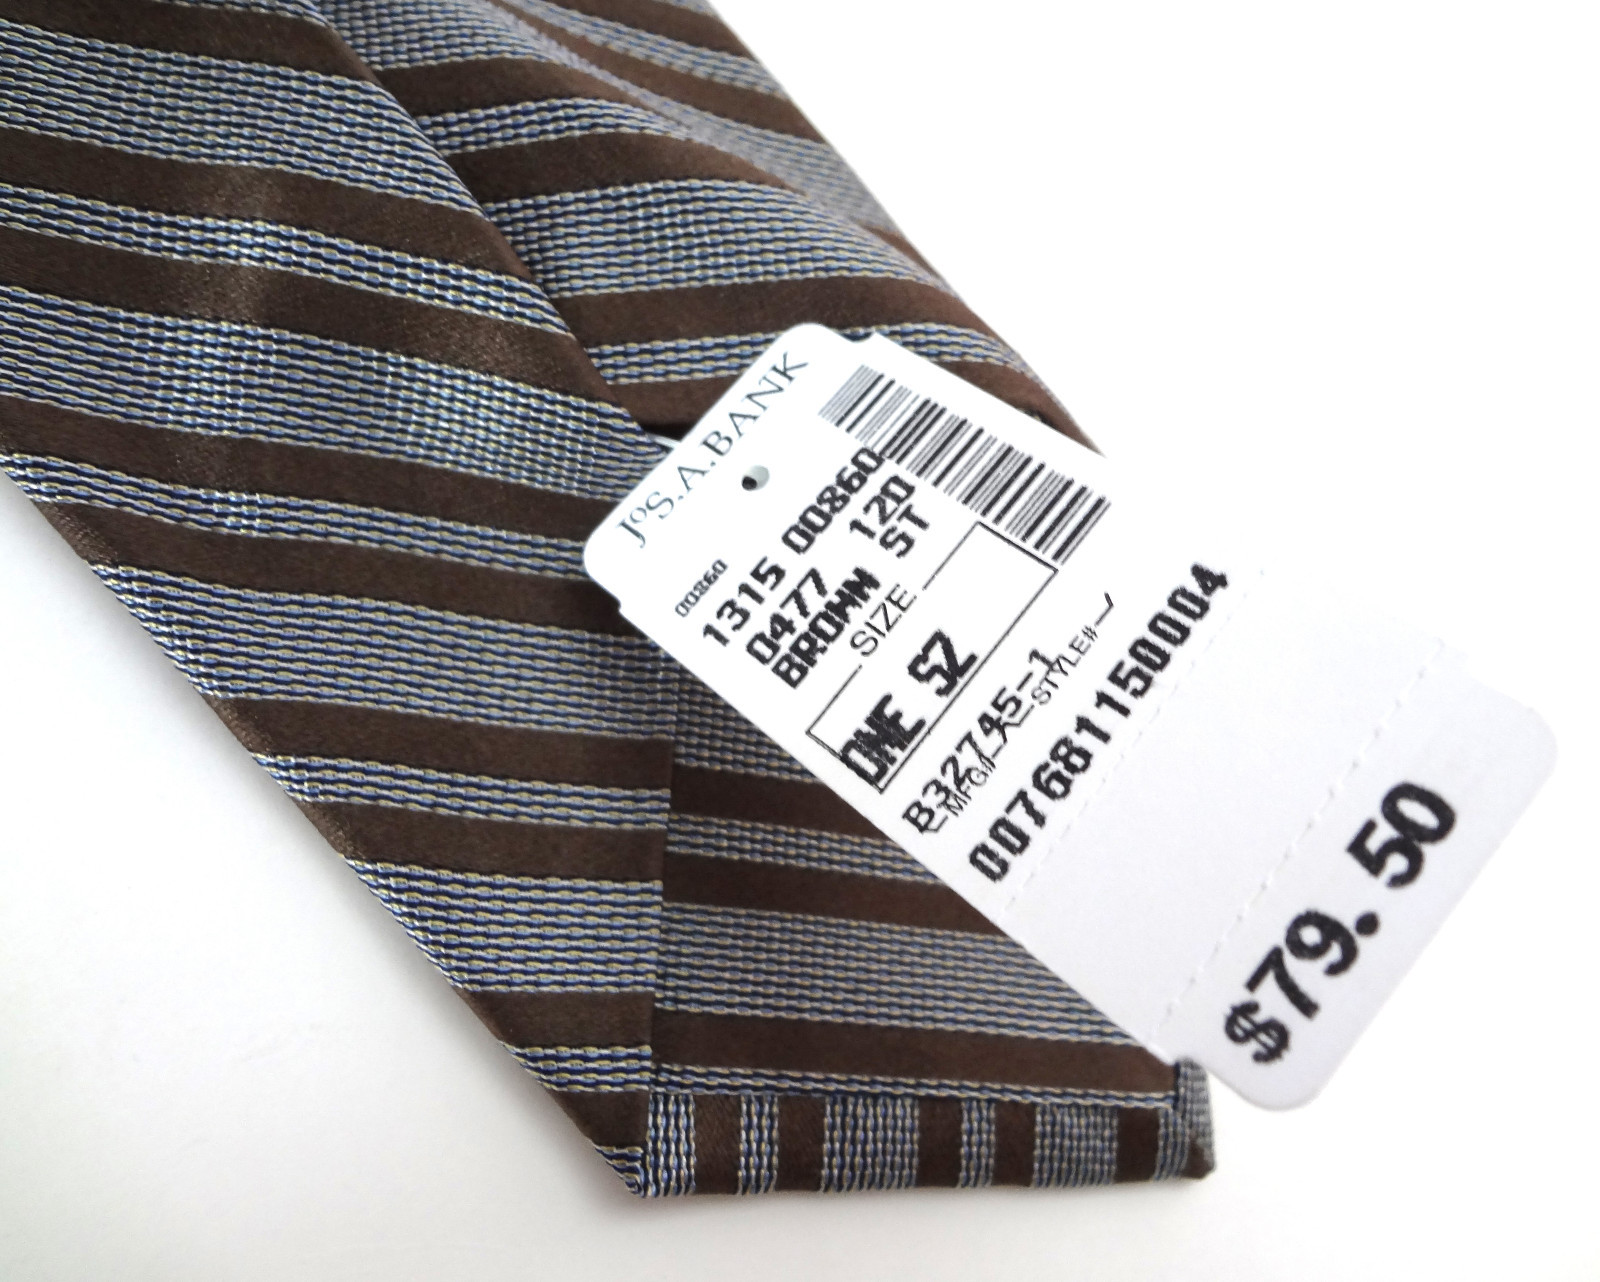 JoS.A.BANK
00860
1315 00860
0477 120
BROWN ST
SIZE
ONE SZ
B32745-1
MFG# STYLE#
007681150004
$79.50